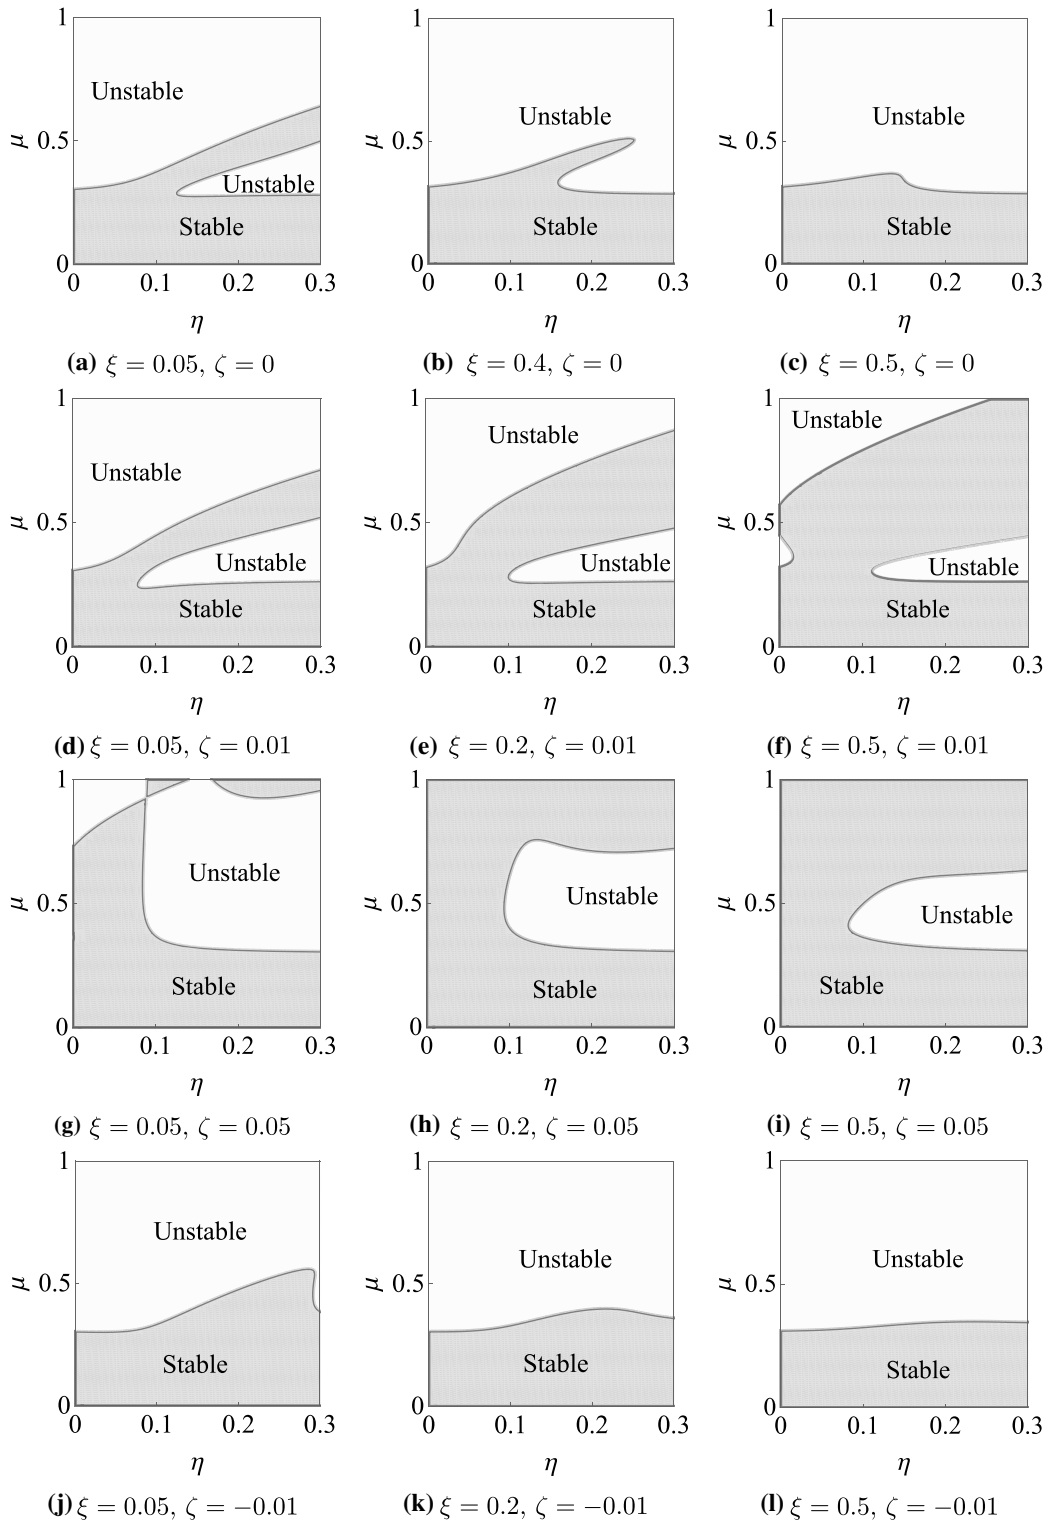 1
Unstable
μ 0.5
Unstable
Stable
0
0 0.1 0.2 0.3
η
(a) ξ = 0.05, ζ = 0
1
Unstable
μ 0.5
Stable
0
0 0.1 0.2 0.3
η
(b) ξ = 0.4, ζ = 0
1
Unstable
μ 0.5
Stable
0
0 0.1 0.2 0.3
η
(c) ξ = 0.5, ζ = 0
1
Unstable
μ 0.5
Unstable
Stable
0
0 0.1 0.2 0.3
η
(d) ξ = 0.05, ζ = 0.01
1
Unstable
μ 0.5
Unstable
Stable
0
0 0.1 0.2 0.3
η
(e) ξ = 0.2, ζ = 0.01
1
Unstable
μ 0.5
Unstable
Stable
0
0 0.1 0.2 0.3
η
(f) ξ = 0.5, ζ = 0.01
1
Unstable
μ 0.5
Stable
0
0 0.1 0.2 0.3
η
(g) ξ = 0.05, ζ = 0.05
1
Unstable
μ 0.5
Stable
0
0 0.1 0.2 0.3
η
(h) ξ = 0.2, ζ = 0.05
1
Unstable
μ 0.5
Stable
0
0 0.1 0.2 0.3
η
(i) ξ = 0.5, ζ = 0.05
1
Unstable
μ 0.5
Stable
0
0 0.1 0.2 0.3
η
(j) ξ = 0.05, ζ = −0.01
1
Unstable
μ 0.5
Stable
0
0 0.1 0.2 0.3
η
(k) ξ = 0.2, ζ = −0.01
1
Unstable
μ 0.5
Stable
0
0 0.1 0.2 0.3
η
(l) ξ = 0.5, ζ = −0.01